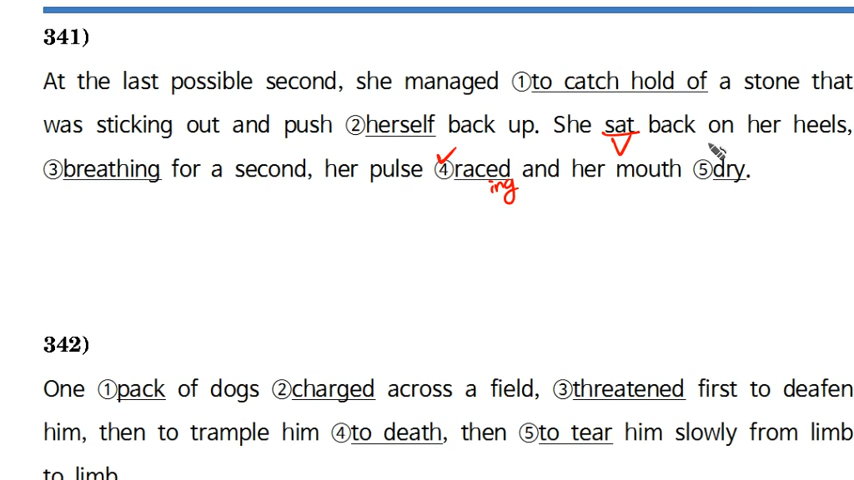 341)
At the last possible second, she managed ①to catch hold of a stone that
was sticking out and push ②herself back up. She sat back on her heels,
V
③breathing for a second, her pulse ④raced and her mouth ⑤dry.
ing
342)
One ①pack of dogs ②charged across a field, ③threatened first to deafen
him, then to trample him ④to death, then ⑤to tear him slowly from limb
to limb.